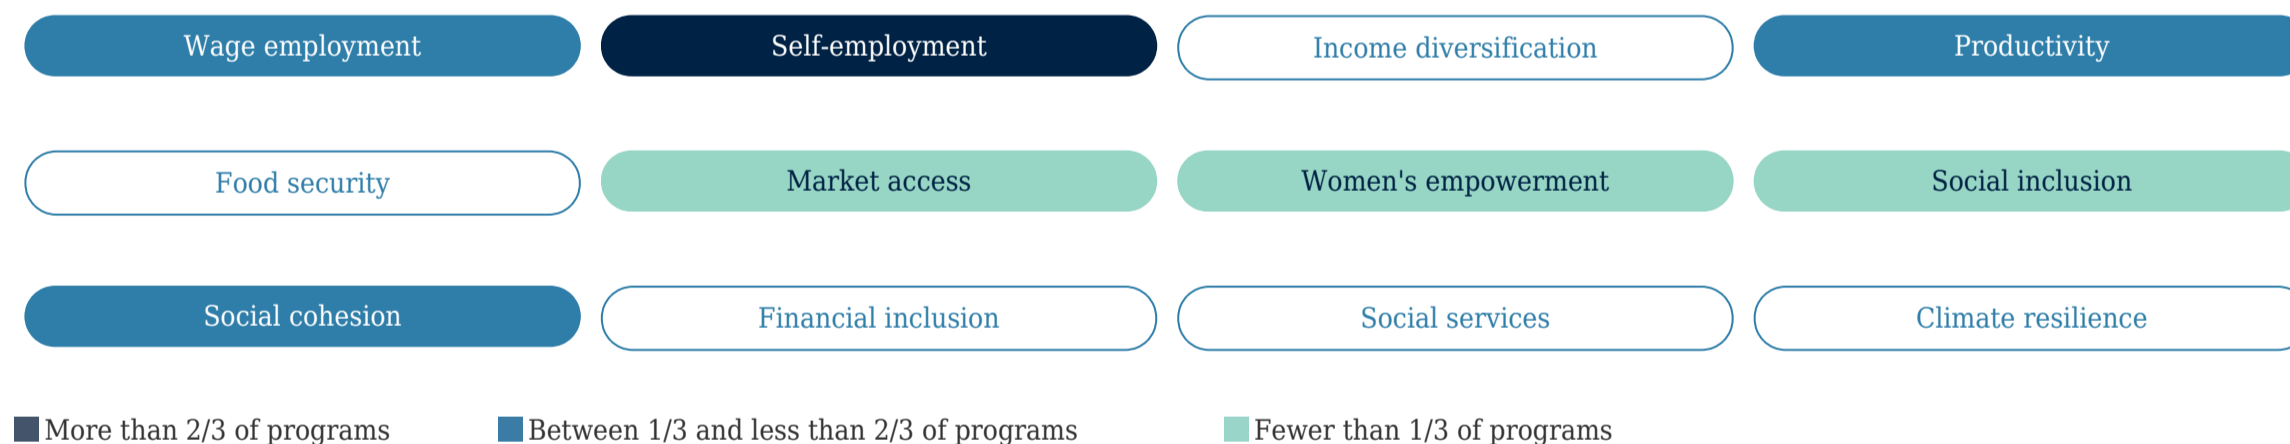 Wage employment
Self-employment
Income diversification
Productivity
Food security
Market access
Women's empowerment
Social inclusion
Social cohesion
Financial inclusion
Social services
Climate resilience
More than 2/3 of programs
Between 1/3 and less than 2/3 of programs
Fewer than 1/3 of programs